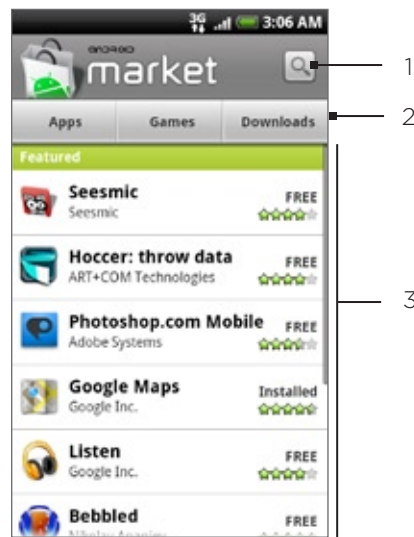 3G 3:06 AM
android
market
1
Apps Games Downloads
2
Featured
Seesmic FREE
Seesmic
Hoccer: throw data FREE
ART+COM Technologies
3
Photoshop.com Mobile FREE
Adobe Systems
Google Maps Installed
Google Inc.
Listen FREE
Google Inc.
Bebbled FREE